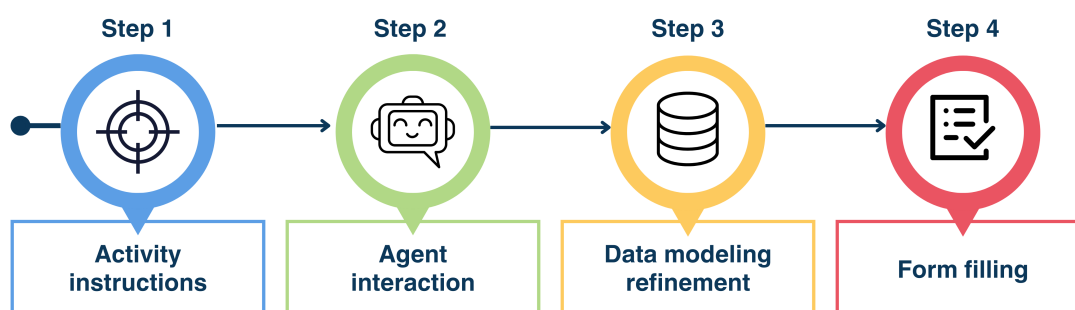 Step 1
Step 2
Step 3
Step 4
Activity
instructions
Agent
interaction
Data modeling
refinement
Form filling